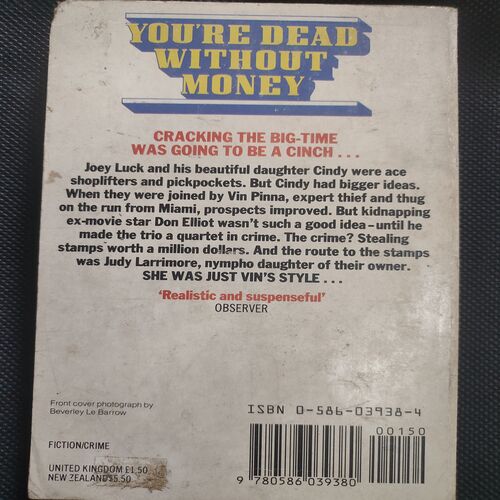 YOU'RE DEAD
WITHOUT
MONEY
CRACKING THE BIG-TIME
WAS GOING TO BE A CINCH . . .
Joey Luck and his beautiful daughter Cindy were ace
shoplifters and pickpockets. But Cindy had bigger ideas.
When they were joined by Vin Pinna, expert thief and thug
on the run from Miami, prospects improved. But kidnapping
ex-movie star Don Elliot wasn't such a good idea – until he
made the trio a quartet in crime. The crime? Stealing
stamps worth a million dollars. And the route to the stamps
was Judy Larrimore, nympho daughter of their owner.
SHE WAS JUST VIN'S STYLE . . .
'Realistic and suspenseful'
OBSERVER
Front cover photograph by
Beverley Le Barrow
ISBN 0-586-03938-4
00150
FICTION/CRIME
UNITED KINGDOM £1.50
NEW ZEALAND $5.50
9 780586 039380